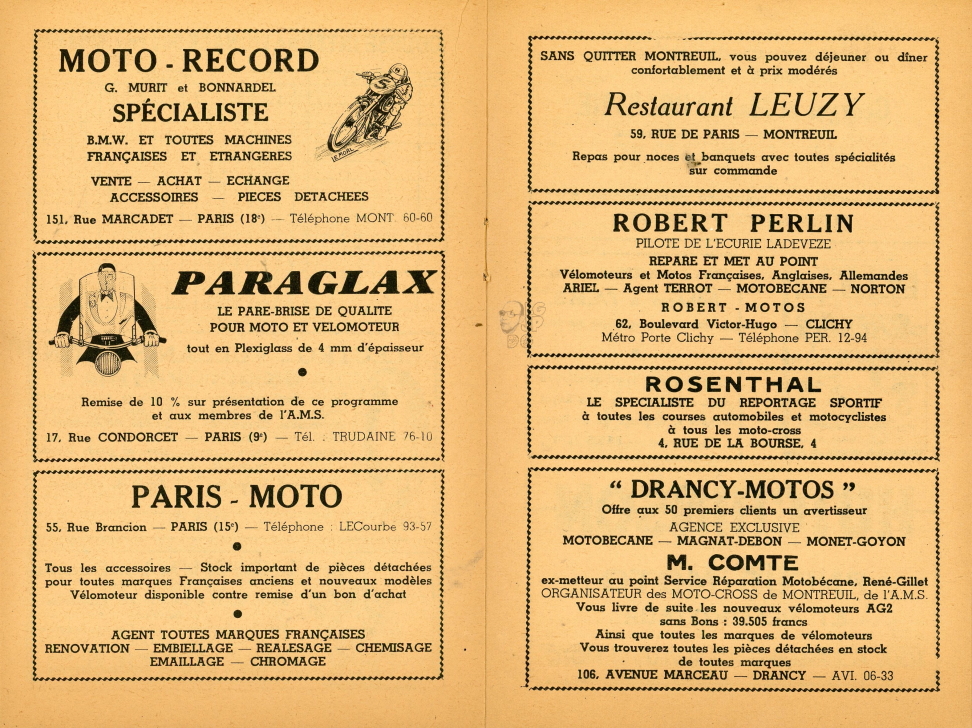 MOTO - RECORD
G. MURIT et BONNARDEL
SPÉCIALISTE
B.M.W. ET TOUTES MACHINES
FRANÇAISES ET ETRANGERES
VENTE — ACHAT — ECHANGE
ACCESSOIRES — PIECES DETACHEES
151, Rue MARCADET — PARIS (18e) — Téléphone MONT. 60-60
5
PARAGLAX
LE PARE-BRISE DE QUALITE
POUR MOTO ET VELOMOTEUR
tout en Plexiglass de 4 mm d'épaisseur
Remise de 10 % sur présentation de ce programme
et aux membres de l'A.M.S.
17, Rue CONDORCET — PARIS (9e) — Tél. : TRUDAINE 76-10
PARIS - MOTO
55, Rue Brancion — PARIS (15e) — Téléphone : LECourbe 93-57
Tous les accessoires — Stock important de pièces détachées
pour toutes marques Françaises anciens et nouveaux modèles
Vélomoteur disponible contre remise d'un bon d'achat
AGENT TOUTES MARQUES FRANÇAISES
RENOVATION — EMBIELLAGE — REALESAGE — CHEMISAGE
EMAILLAGE — CHROMAGE
SANS QUITTER MONTREUIL, vous pouvez déjeuner ou dîner
confortablement et à prix modérés
Restaurant LEUZY
59, RUE DE PARIS — MONTREUIL
Repas pour noces et banquets avec toutes spécialités
sur commande
ROBERT PERLIN
PILOTE DE L'ECURIE LADEVEZE
REPARE ET MET AU POINT
Vélomoteurs et Motos Françaises, Anglaises, Allemandes
ARIEL — Agent TERROT — MOTOBECANE — NORTON
ROBERT - MOTOS
62, Boulevard Victor-Hugo — CLICHY
Métro Porte Clichy — Téléphone PER. 12-94
ROSENTHAL
LE SPECIALISTE DU REPORTAGE SPORTIF
à toutes les courses automobiles et motocyclistes
à tous les moto-cross
4, RUE DE LA BOURSE, 4
“ DRANCY-MOTOS ”
Offre aux 50 premiers clients un avertisseur
AGENCE EXCLUSIVE
MOTOBECANE — MAGNAT-DEBON — MONET-GOYON
M. COMTE
ex-metteur au point Service Réparation Motobécane, René-Gillet
ORGANISATEUR des MOTO-CROSS de MONTREUIL, de l'A.M.S.
Vous livre de suite les nouveaux vélomoteurs AG2
sans Bons : 39.505 francs
Ainsi que toutes les marques de vélomoteurs
Vous trouverez toutes les pièces détachées en stock
de toutes marques
106, AVENUE MARCEAU — DRANCY — AVI. 06-33